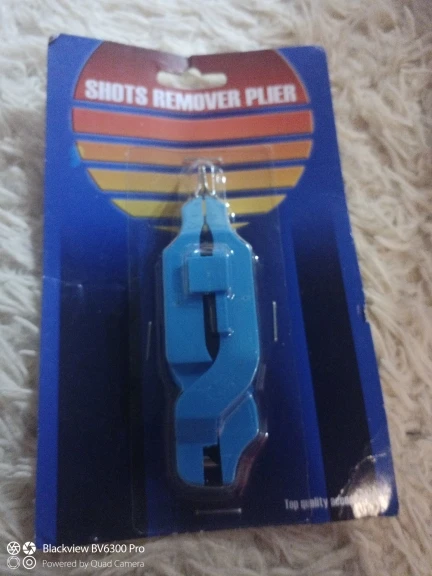 SHOTS REMOVER PLIER
Top quality
Blackview BV6300 Pro
Powered by Quad Camera